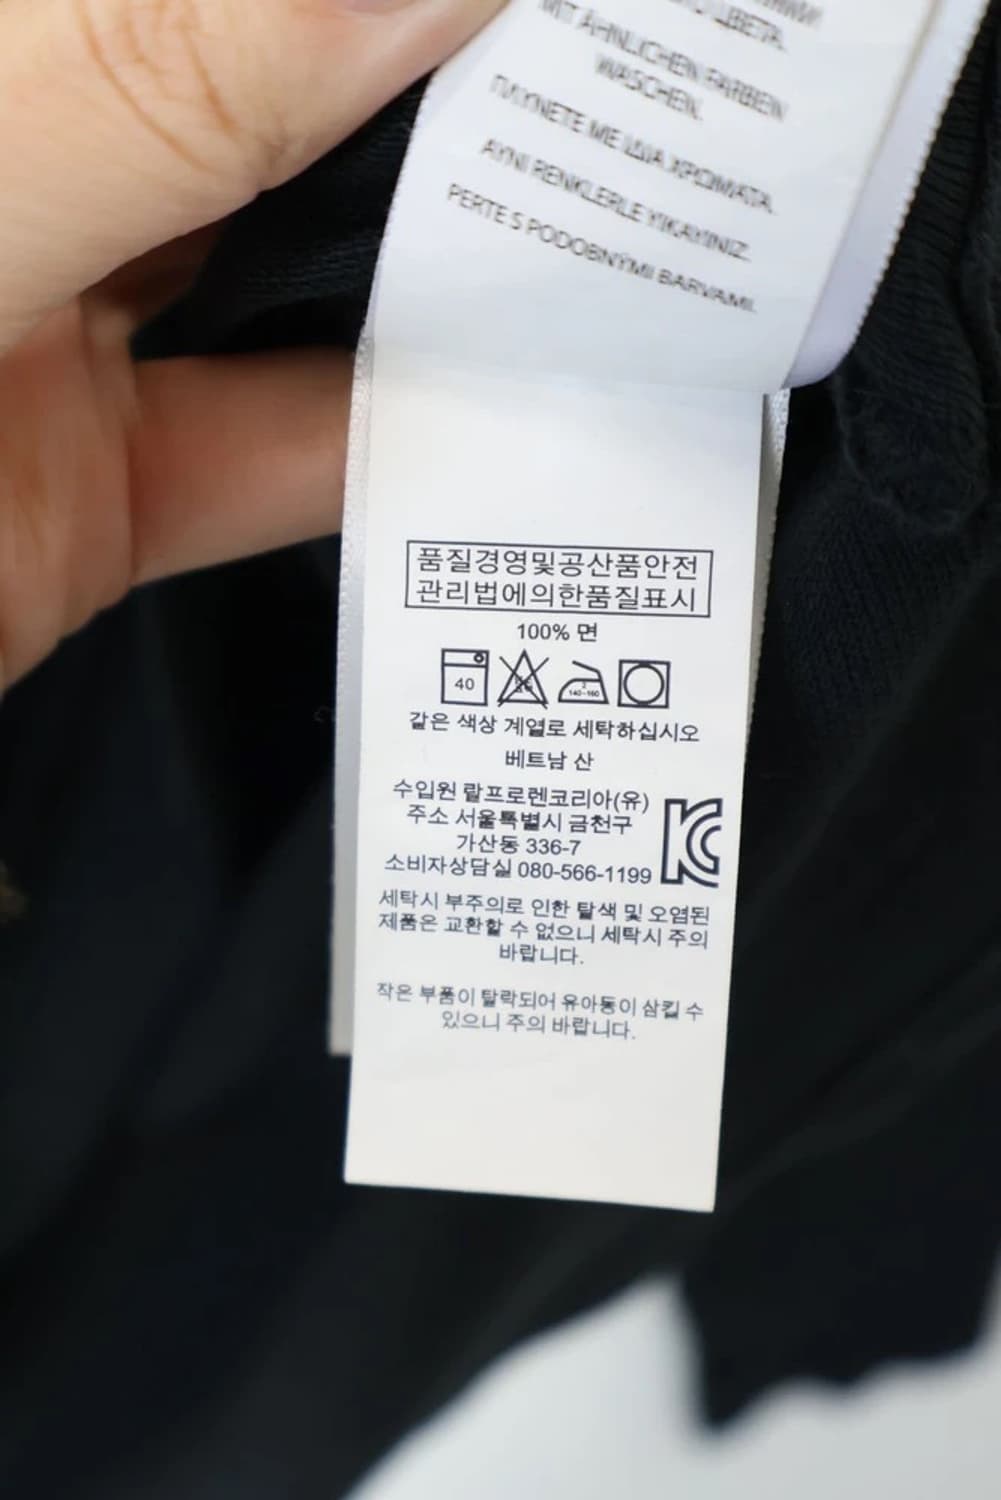 ЦВЕТА.
MIT ÄHNLICHEN FARBEN
WASCHEN.
ΠΛΥΝΕΤΕ ΜΕ ΙΔΙΑ ΧΡΩΜΑΤΑ.
AYNI RENKLERLE YIKAYINIZ.
PERTE S PODOBNÝMI BARVAMI.
품질경영및공산품안전
관리법에의한품질표시
100% 면
40
140~160
같은 색상 계열로 세탁하십시오
베트남 산
수입원 랄프로렌코리아(유)
주소 서울특별시 금천구
가산동 336-7
소비자상담실 080-566-1199
세탁시 부주의로 인한 탈색 및 오염된
제품은 교환할 수 없으니 세탁시 주의
바랍니다.
작은 부품이 탈락되어 유아동이 삼킬 수
있으니 주의 바랍니다.